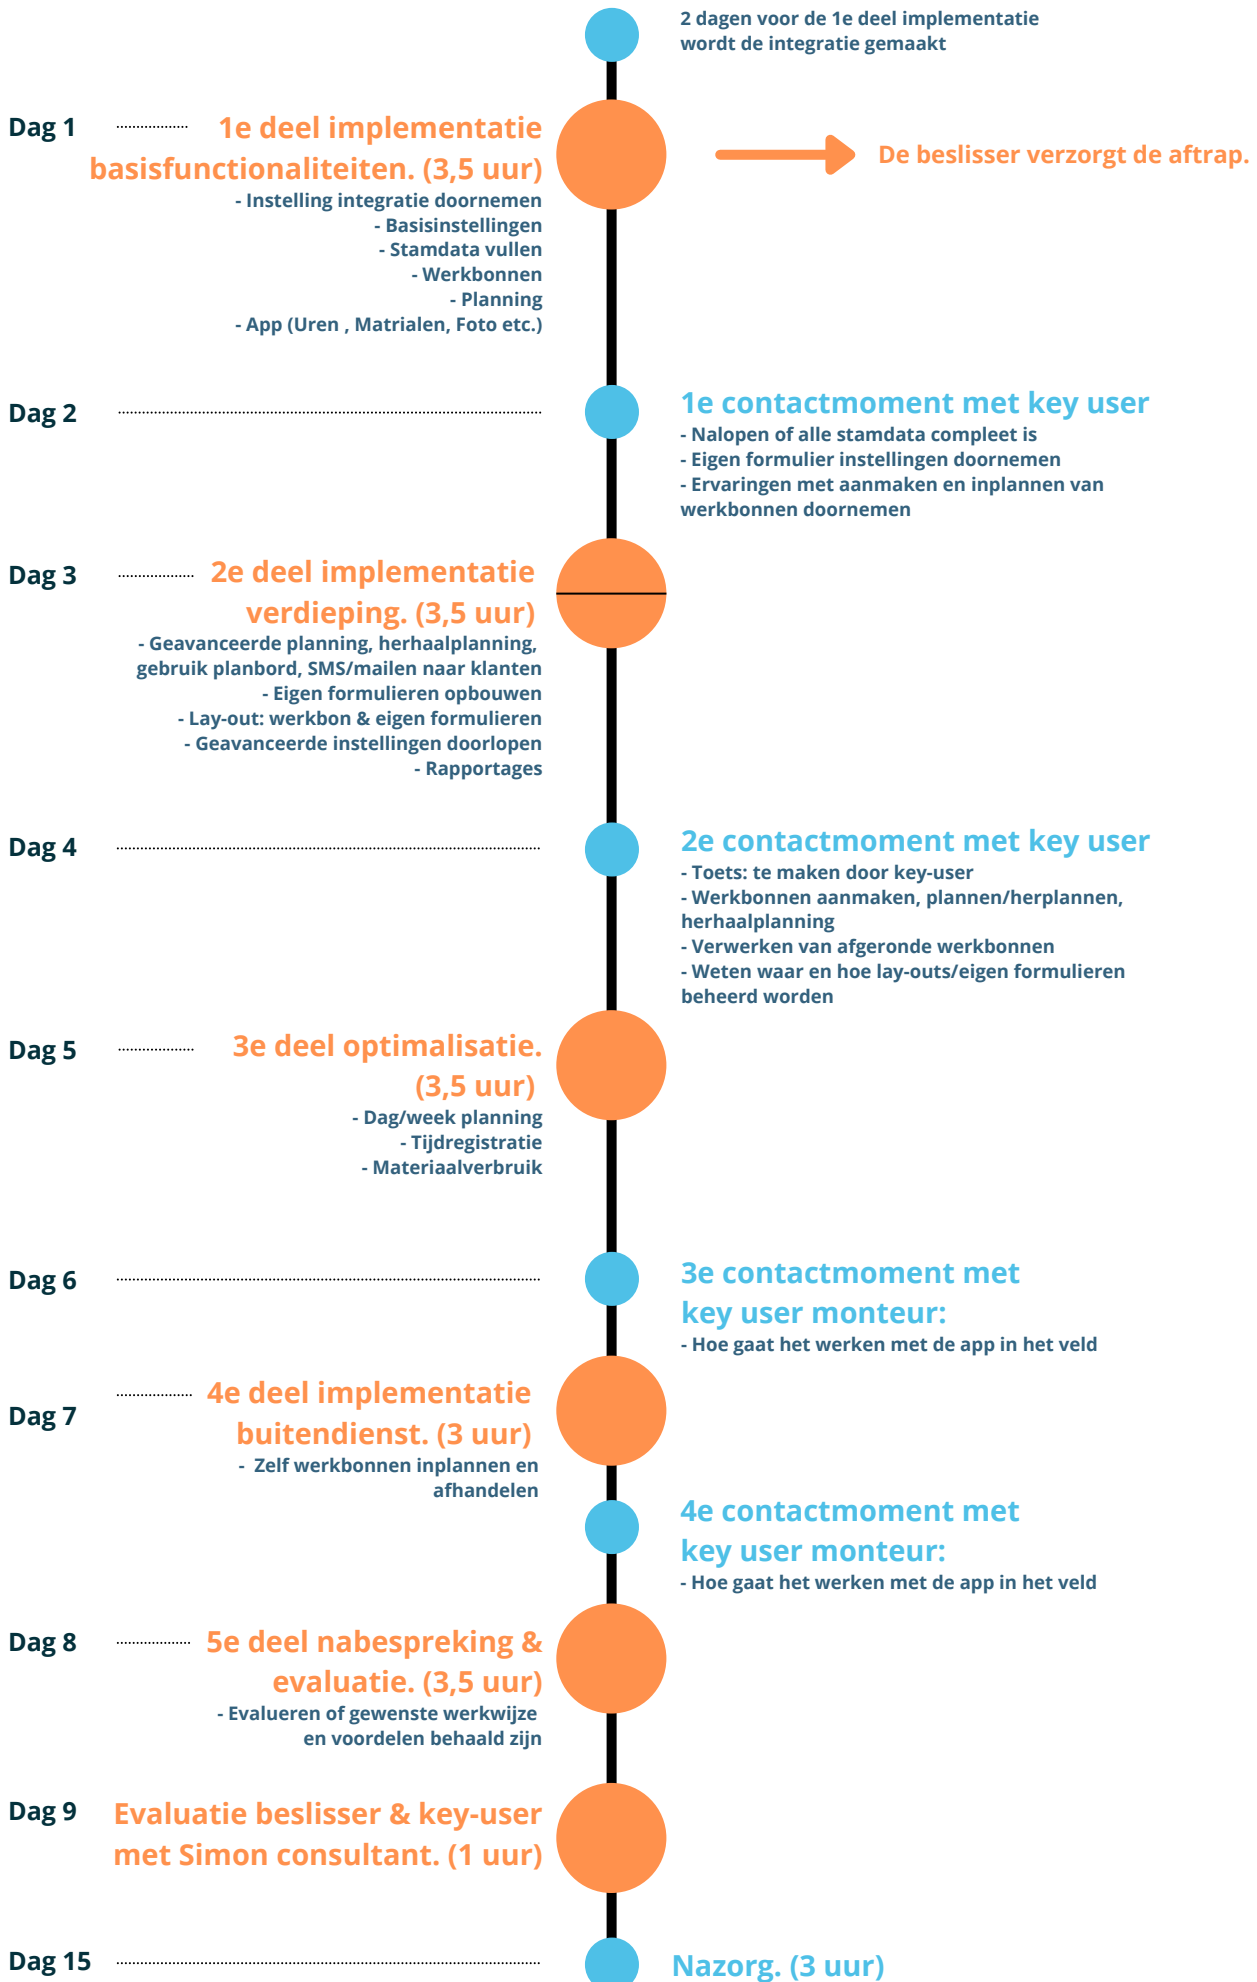 2 dagen voor de 1e deel implementatie
wordt de integratie gemaakt
Dag 1
1e deel implementatie
basisfunctionaliteiten. (3,5 uur)
- Instelling integratie doornemen
- Basisinstellingen
- Stamdata vullen
- Werkbonnen
- Planning
- App (Uren , Matrialen, Foto etc.)
De beslisser verzorgt de aftrap.
Dag 2
1e contactmoment met key user
- Nalopen of alle stamdata compleet is
- Eigen formulier instellingen doornemen
- Ervaringen met aanmaken en inplannen van
werkbonnen doornemen
Dag 3
2e deel implementatie
verdieping. (3,5 uur)
- Geavanceerde planning, herhaalplanning,
gebruik planbord, SMS/mailen naar klanten
- Eigen formulieren opbouwen
- Lay-out: werkbon & eigen formulieren
- Geavanceerde instellingen doorlopen
- Rapportages
Dag 4
2e contactmoment met key user
- Toets: te maken door key-user
- Werkbonnen aanmaken, plannen/herplannen,
herhaalplanning
- Verwerken van afgeronde werkbonnen
- Weten waar en hoe lay-outs/eigen formulieren
beheerd worden
Dag 5
3e deel optimalisatie.
(3,5 uur)
- Dag/week planning
- Tijdregistratie
- Materiaalverbruik
Dag 6
3e contactmoment met
key user monteur:
- Hoe gaat het werken met de app in het veld
Dag 7
4e deel implementatie
buitendienst. (3 uur)
- Zelf werkbonnen inplannen en
afhandelen
4e contactmoment met
key user monteur:
- Hoe gaat het werken met de app in het veld
Dag 8
5e deel nabespreking &
evaluatie. (3,5 uur)
- Evalueren of gewenste werkwijze
en voordelen behaald zijn
Dag 9
Evaluatie beslisser & key-user
met Simon consultant. (1 uur)
Dag 15
Nazorg. (3 uur)